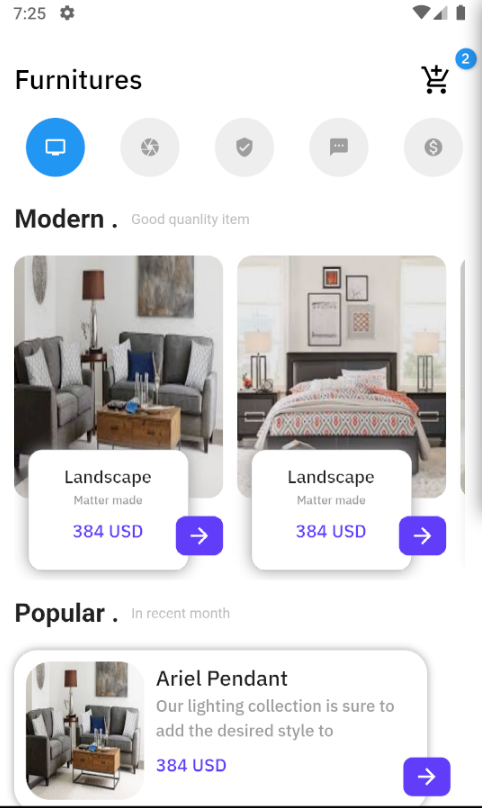 7:25
2
Furnitures
Modern . Good quanlity item
Landscape
Matter made
384 USD
Landscape
Matter made
384 USD
Popular . In recent month
Ariel Pendant
Our lighting collection is sure to
add the desired style to
384 USD